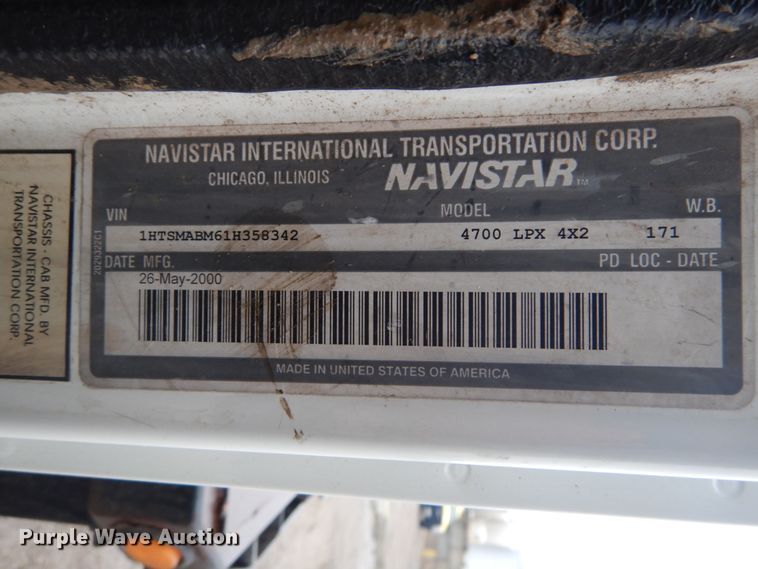 NAVISTAR INTERNATIONAL TRANSPORTATION CORP.
CHICAGO, ILLINOIS NAVISTAR™
VIN MODEL W.B.
1HTSMABM61H358342 4700 LPX 4X2 171
DATE MFG. PD LOC - DATE
26-May-2000
MADE IN UNITED STATES OF AMERICA
2029322C1
CHASSIS - CAB MFD. BY
NAVISTAR INTERNATIONAL
TRANSPORTATION CORP.
Purple Wave Auction